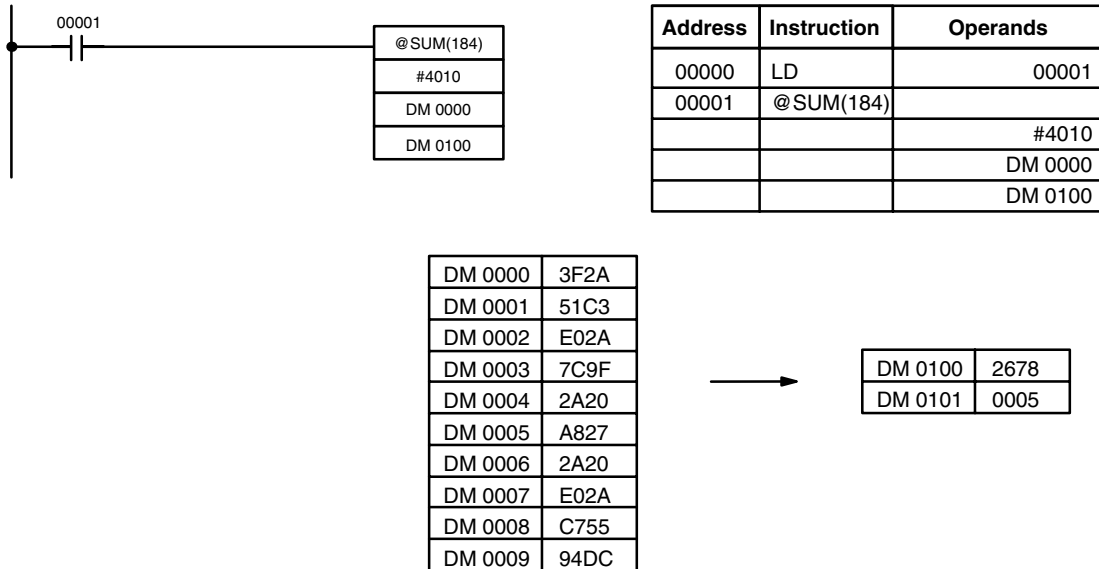 00001
@SUM(184)
#4010
DM 0000
DM 0100
Address Instruction Operands
00000 LD 00001
00001 @SUM(184)
#4010
DM 0000
DM 0100
DM 0000 3F2A
DM 0001 51C3
DM 0002 E02A
DM 0003 7C9F
DM 0004 2A20
DM 0005 A827
DM 0006 2A20
DM 0007 E02A
DM 0008 C755
DM 0009 94DC
DM 0100 2678
DM 0101 0005